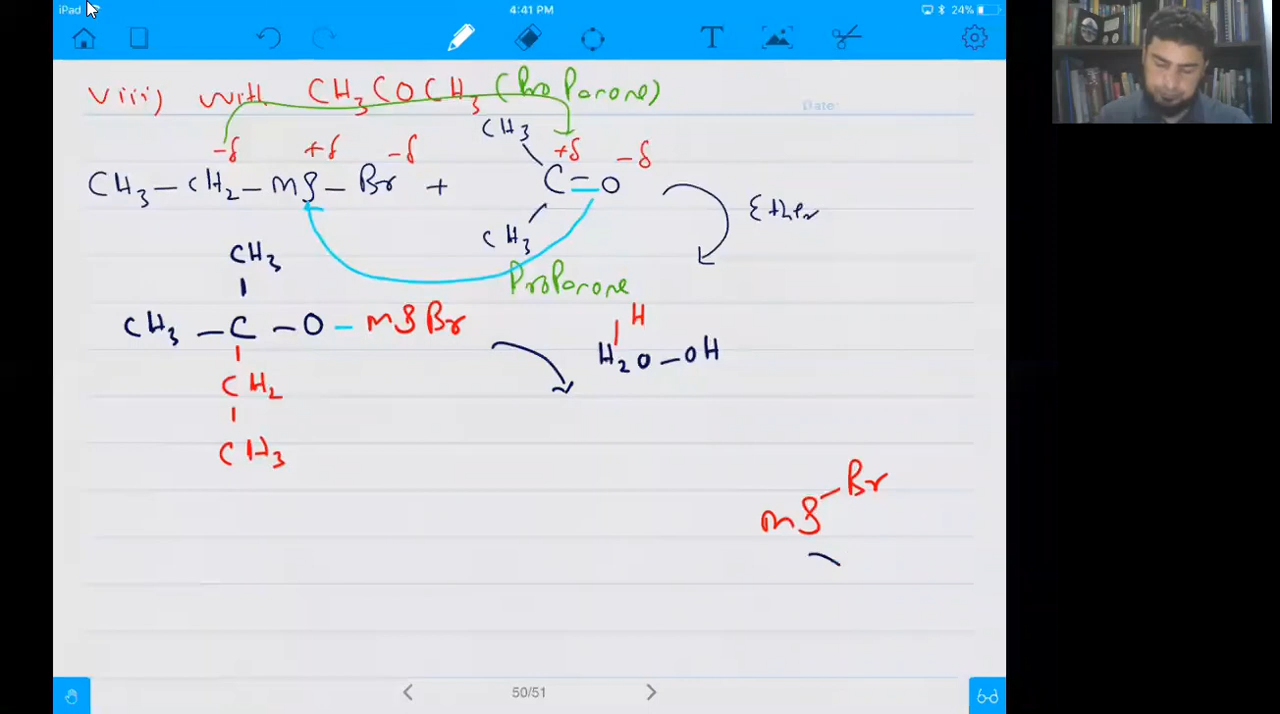 iPad
4:41 PM
24%
T
viii) with CH3COCH3 (Propanone)
Date:
CH3
-δ +δ -δ +δ -δ
CH3 — CH2 — Mg — Br + C = O
Ether
CH3
CH3
Propanone
CH3 — C — O — MgBr
H
H2O — OH
CH2
CH3
Mg — Br
50/51